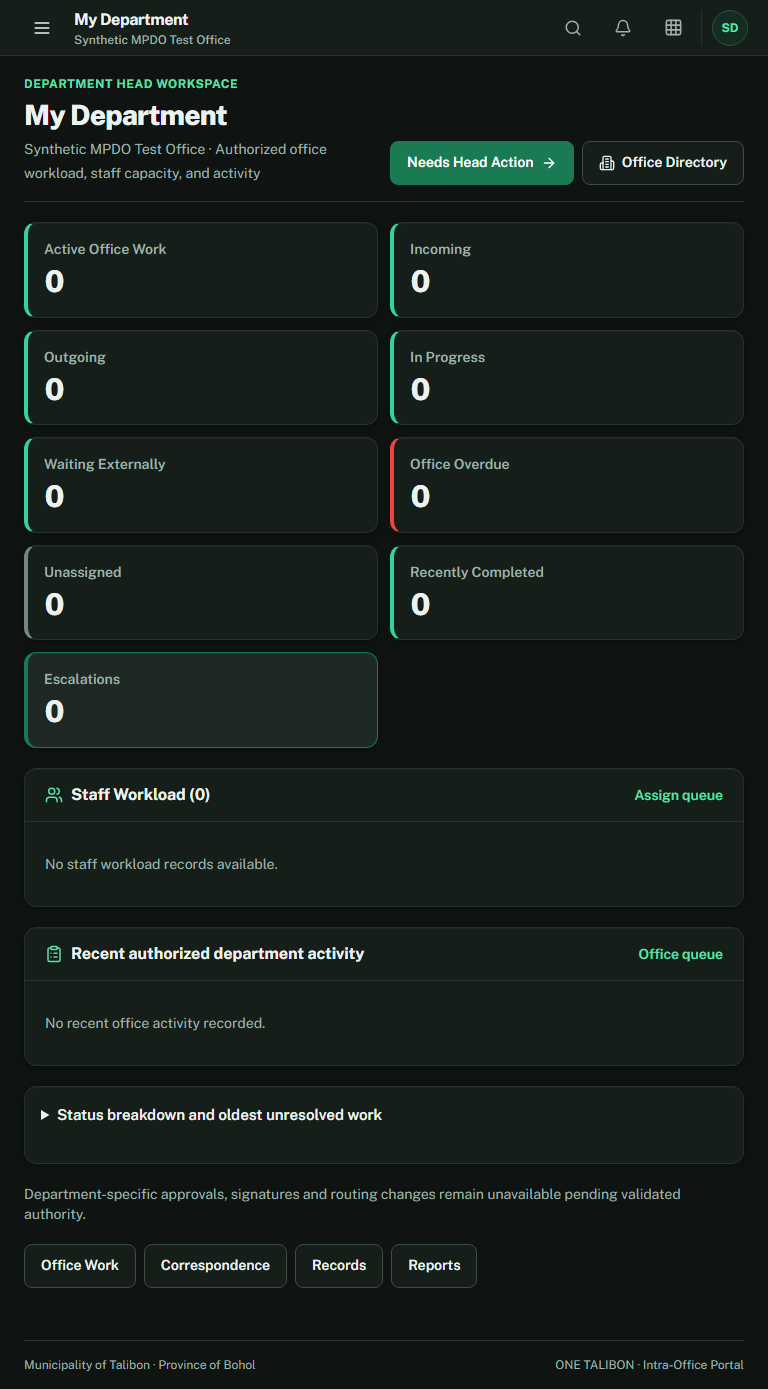 My Department
Synthetic MPDO Test Office
SD
DEPARTMENT HEAD WORKSPACE
My Department
Synthetic MPDO Test Office · Authorized office
workload, staff capacity, and activity
Needs Head Action →
Office Directory
Active Office Work
0
Incoming
0
Outgoing
0
In Progress
0
Waiting Externally
0
Office Overdue
0
Unassigned
0
Recently Completed
0
Escalations
0
Staff Workload (0)
Assign queue
No staff workload records available.
Recent authorized department activity
Office queue
No recent office activity recorded.
Status breakdown and oldest unresolved work
Department-specific approvals, signatures and routing changes remain unavailable pending validated
authority.
Office Work
Correspondence
Records
Reports
Municipality of Talibon · Province of Bohol
ONE TALIBON · Intra-Office Portal